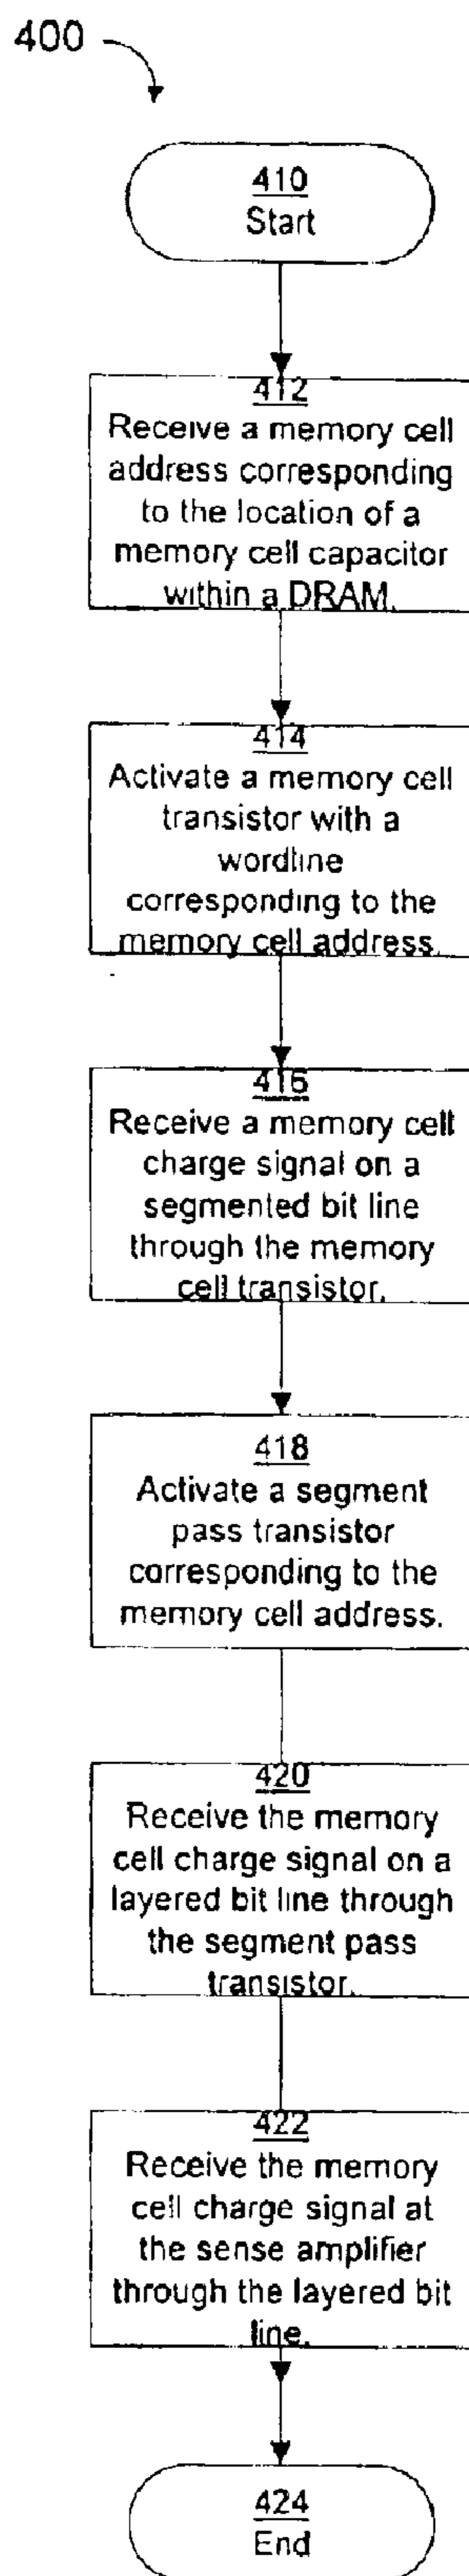 400
410
Start
412
Receive a memory cell
address corresponding
to the location of a
memory cell capacitor
within a DRAM.
414
Activate a memory cell
transistor with a
wordline
corresponding to the
memory cell address.
416
Receive a memory cell
charge signal on a
segmented bit line
through the memory
cell transistor.
418
Activate a segment
pass transistor
corresponding to the
memory cell address.
420
Receive the memory
cell charge signal on a
layered bit line through
the segment pass
transistor.
422
Receive the memory
cell charge signal at
the sense amplifier
through the layered bit
line.
424
End